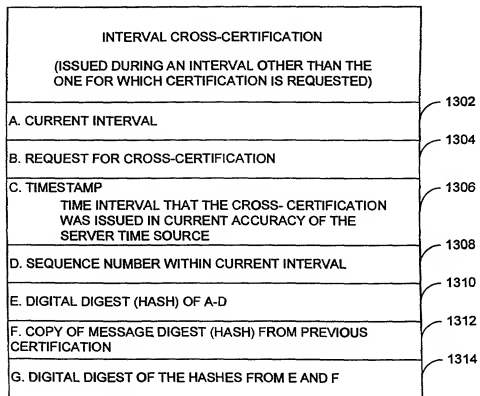 INTERVAL CROSS-CERTIFICATION
(ISSUED DURING AN INTERVAL OTHER THAN THE
ONE FOR WHICH CERTIFICATION IS REQUESTED)
1302
A. CURRENT INTERVAL
1304
B. REQUEST FOR CROSS-CERTIFICATION
1306
C. TIMESTAMP
TIME INTERVAL THAT THE CROSS- CERTIFICATION
WAS ISSUED IN CURRENT ACCURACY OF THE
SERVER TIME SOURCE
1308
D. SEQUENCE NUMBER WITHIN CURRENT INTERVAL
1310
E. DIGITAL DIGEST (HASH) OF A-D
1312
F. COPY OF MESSAGE DIGEST (HASH) FROM PREVIOUS
CERTIFICATION
1314
G. DIGITAL DIGEST OF THE HASHES FROM E AND F